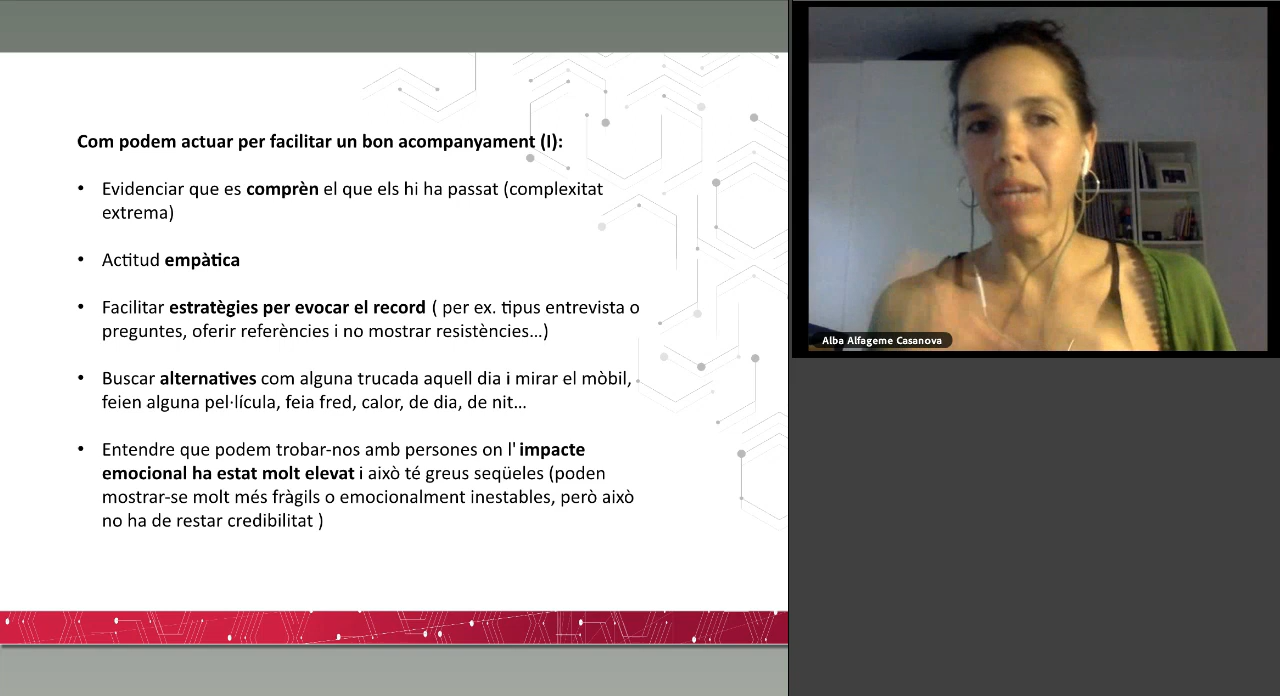 Com podem actuar per facilitar un bon acompanyament (I):
• Evidenciar que es comprèn el que els hi ha passat (complexitat
extrema)
• Actitud empàtica
• Facilitar estratègies per evocar el record ( per ex. tipus entrevista o
preguntes, oferir referències i no mostrar resistències...)
• Buscar alternatives com alguna trucada aquell dia i mirar el mòbil,
feien alguna pel·lícula, feia fred, calor, de dia, de nit...
• Entendre que podem trobar-nos amb persones on l' impacte
emocional ha estat molt elevat i això té greus seqüeles (poden
mostrar-se molt més fràgils o emocionalment inestables, però això
no ha de restar credibilitat )
Alba Alfageme Casanova